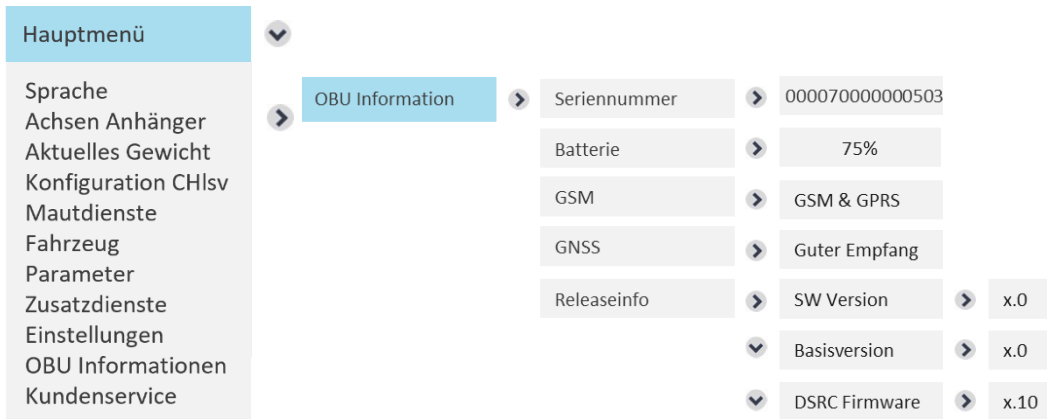 Hauptmenü
Sprache
Achsen Anhänger
Aktuelles Gewicht
Konfiguration CHlsv
Mautdienste
Fahrzeug
Parameter
Zusatzdienste
Einstellungen
OBU Informationen
Kundenservice
OBU Information
Seriennummer
000070000000503
Batterie
75%
GSM
GSM & GPRS
GNSS
Guter Empfang
Releaseinfo
SW Version
x.0
Basisversion
x.0
DSRC Firmware
x.10